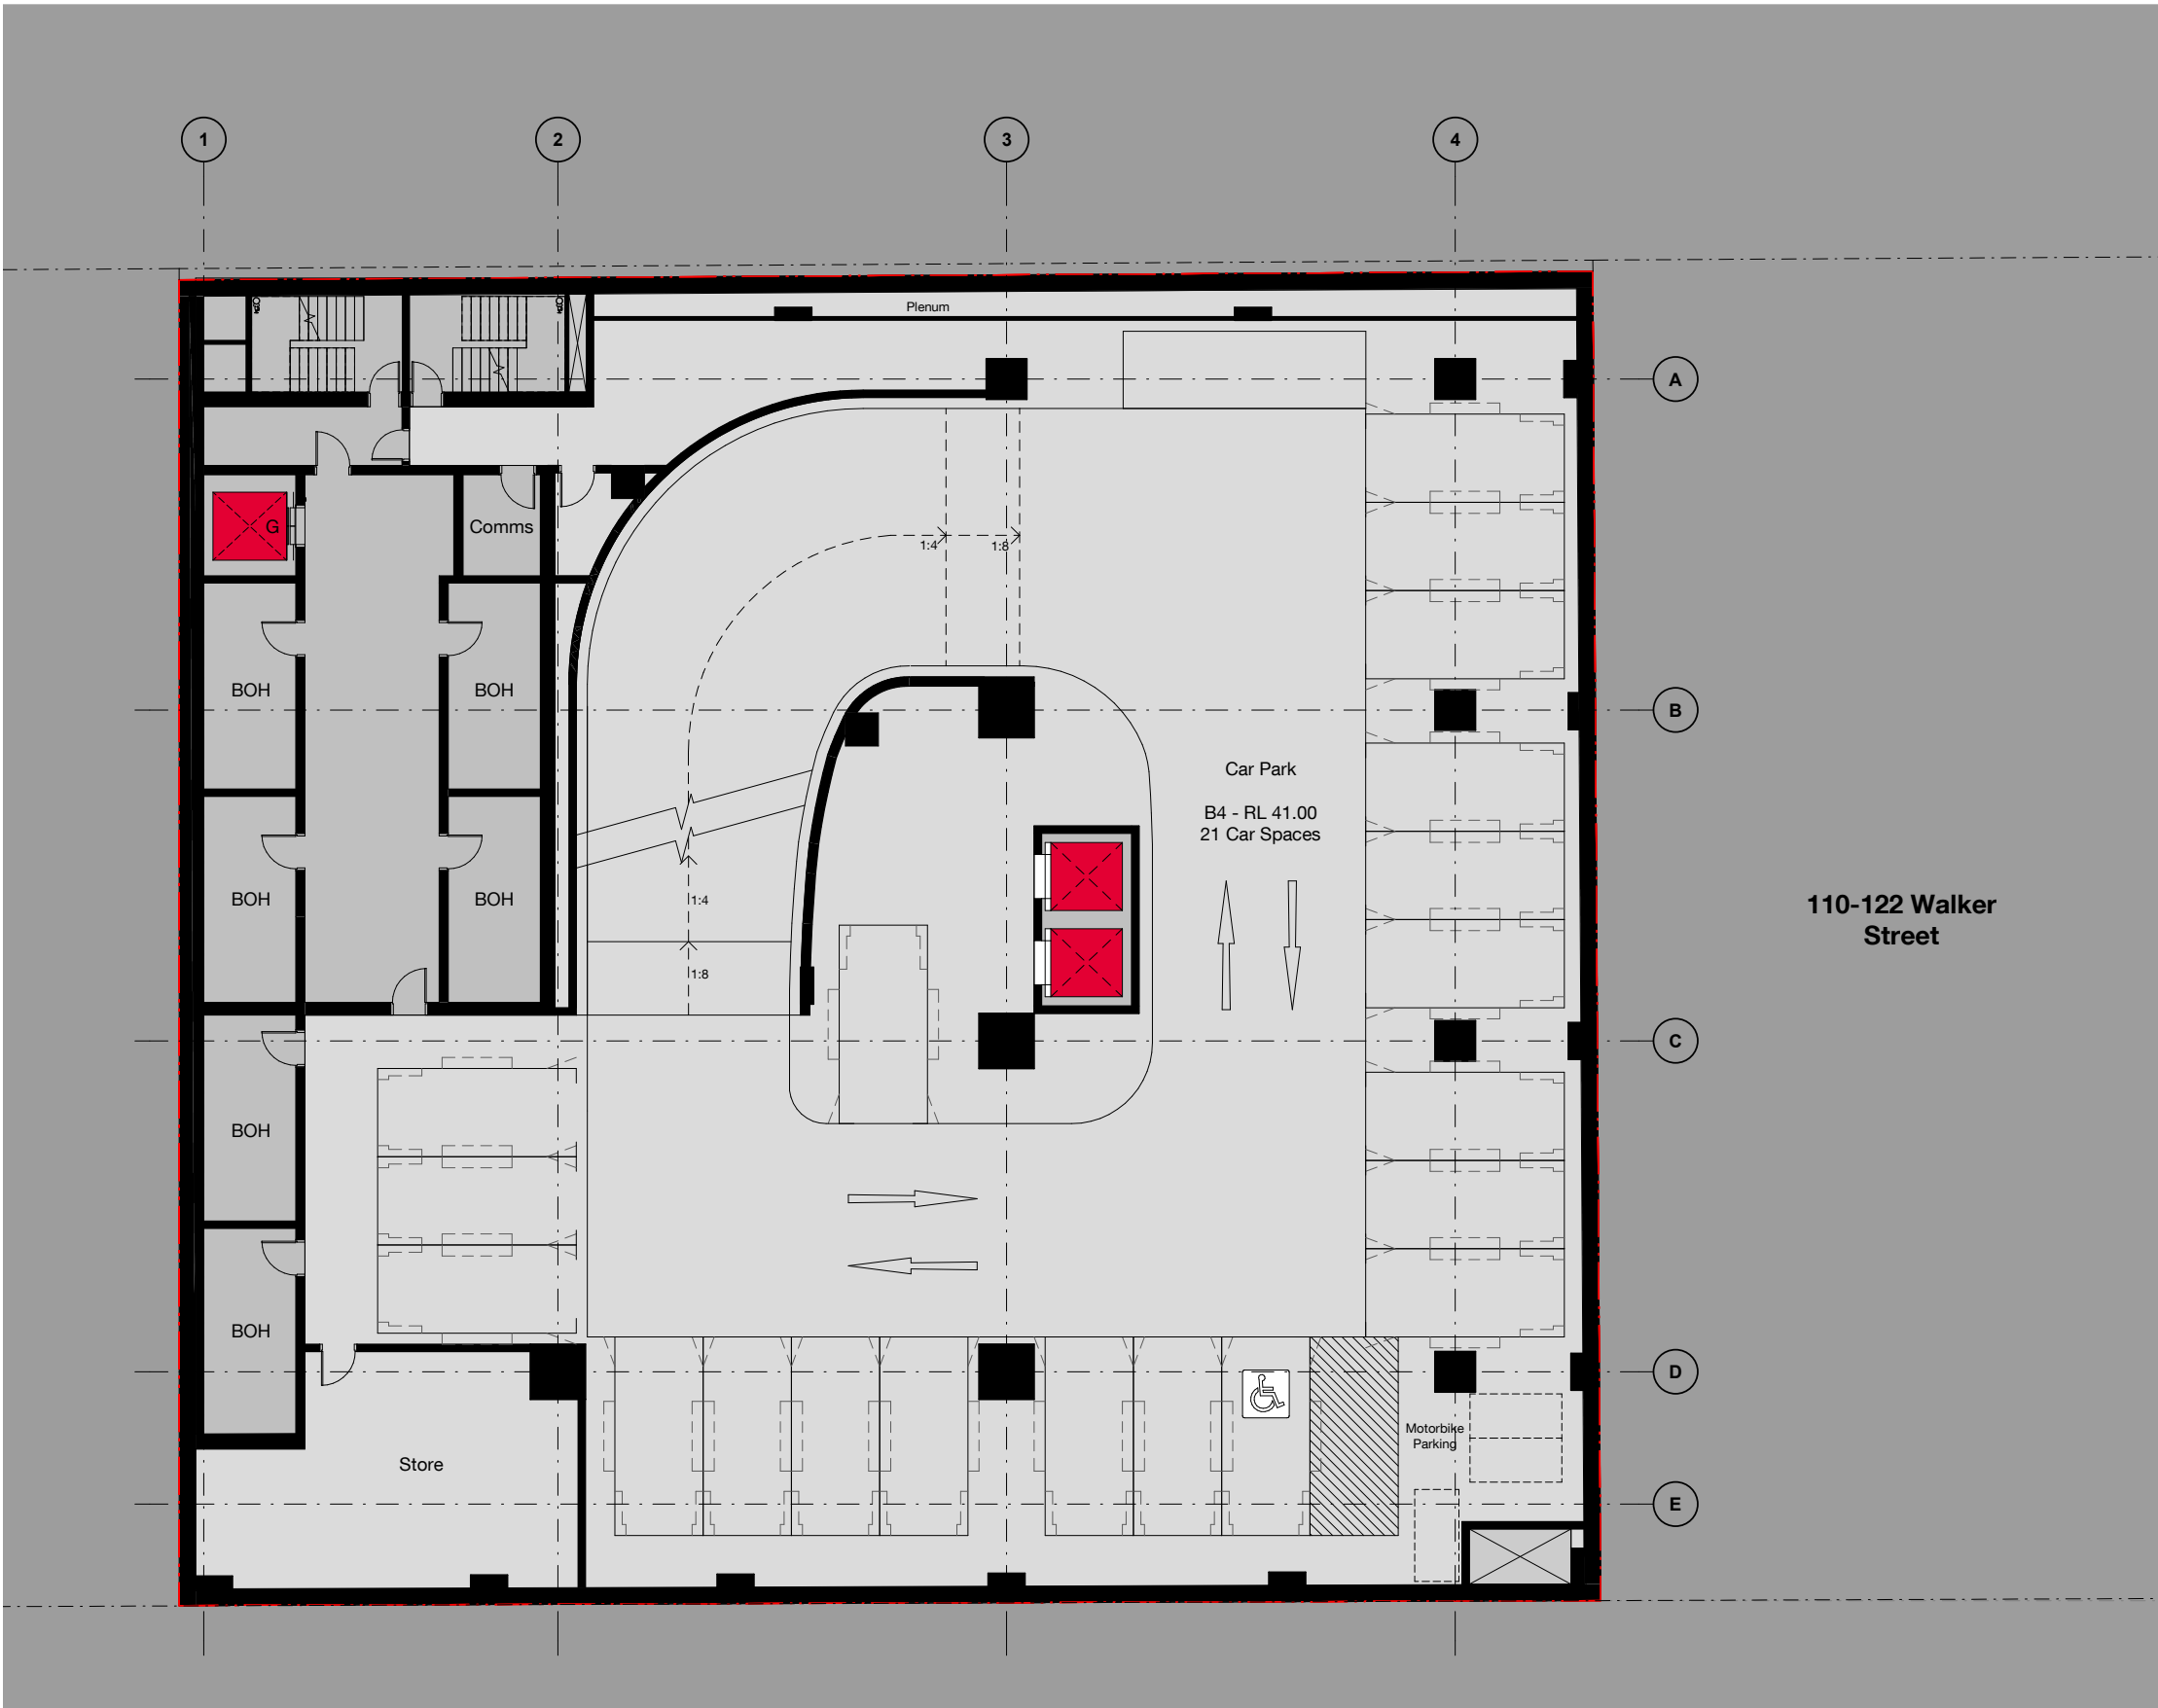 1
2
3
4
Plenum
A
G
Comms
1:4
1:8
BOH
BOH
B
Car Park
B4 - RL 41.00
21 Car Spaces
BOH
BOH
1:4
110-122 Walker
Street
1:8
C
BOH
BOH
D
Motorbike
Parking
Store
E